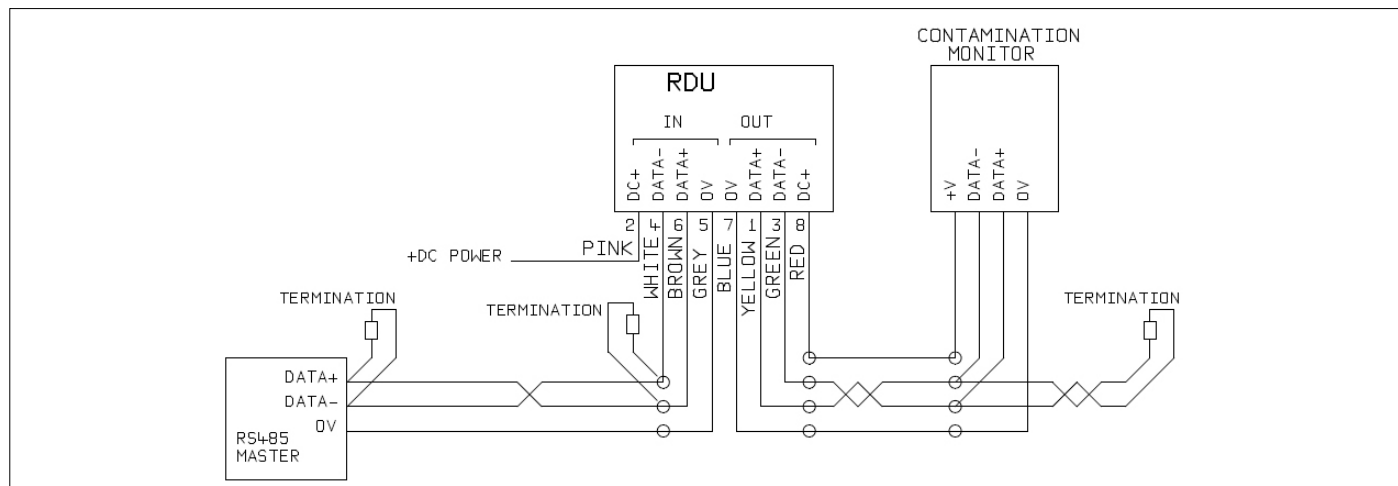 CONTAMINATION
MONITOR
RDU
IN OUT
DC+ DATA- DATA+ 0V 0V DATA+ DATA- DC+
+V DATA- DATA+ 0V
2 4 6 5 7 1 3 8
+DC POWER PINK WHITE BROWN GREY BLUE YELLOW GREEN RED
TERMINATION TERMINATION TERMINATION
DATA+
DATA-
0V
RS485
MASTER